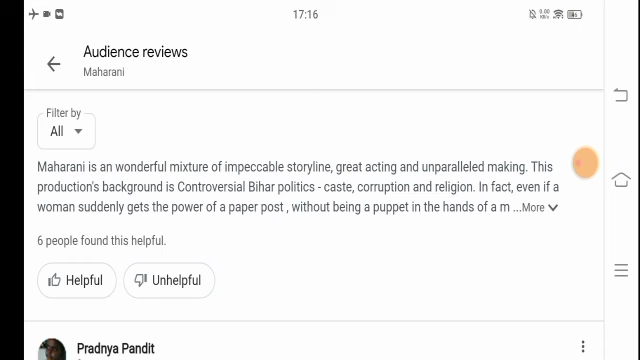 17:16
Audience reviews
Maharani
Filter by
All
Maharani is an wonderful mixture of impeccable storyline, great acting and unparalleled making. This
production's background is Controversial Bihar politics - caste, corruption and religion. In fact, even if a
woman suddenly gets the power of a paper post , without being a puppet in the hands of a m ...More
6 people found this helpful.
Helpful Unhelpful
Pradnya Pandit